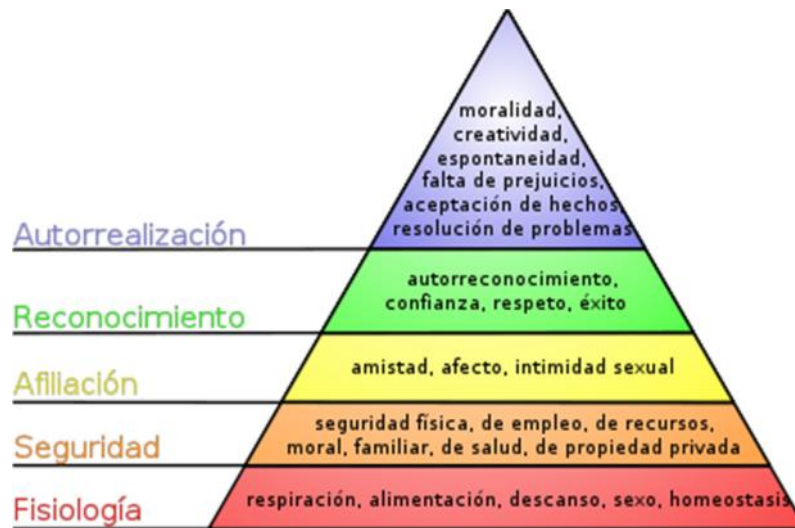 moralidad,
creatividad,
espontaneidad,
falta de prejuicios,
aceptación de hechos,
resolución de problemas
Autorrealización
autorreconocimiento,
confianza, respeto, éxito
Reconocimiento
amistad, afecto, intimidad sexual
Afiliación
seguridad física, de empleo, de recursos,
moral, familiar, de salud, de propiedad privada
Seguridad
respiración, alimentación, descanso, sexo, homeostasis
Fisiología